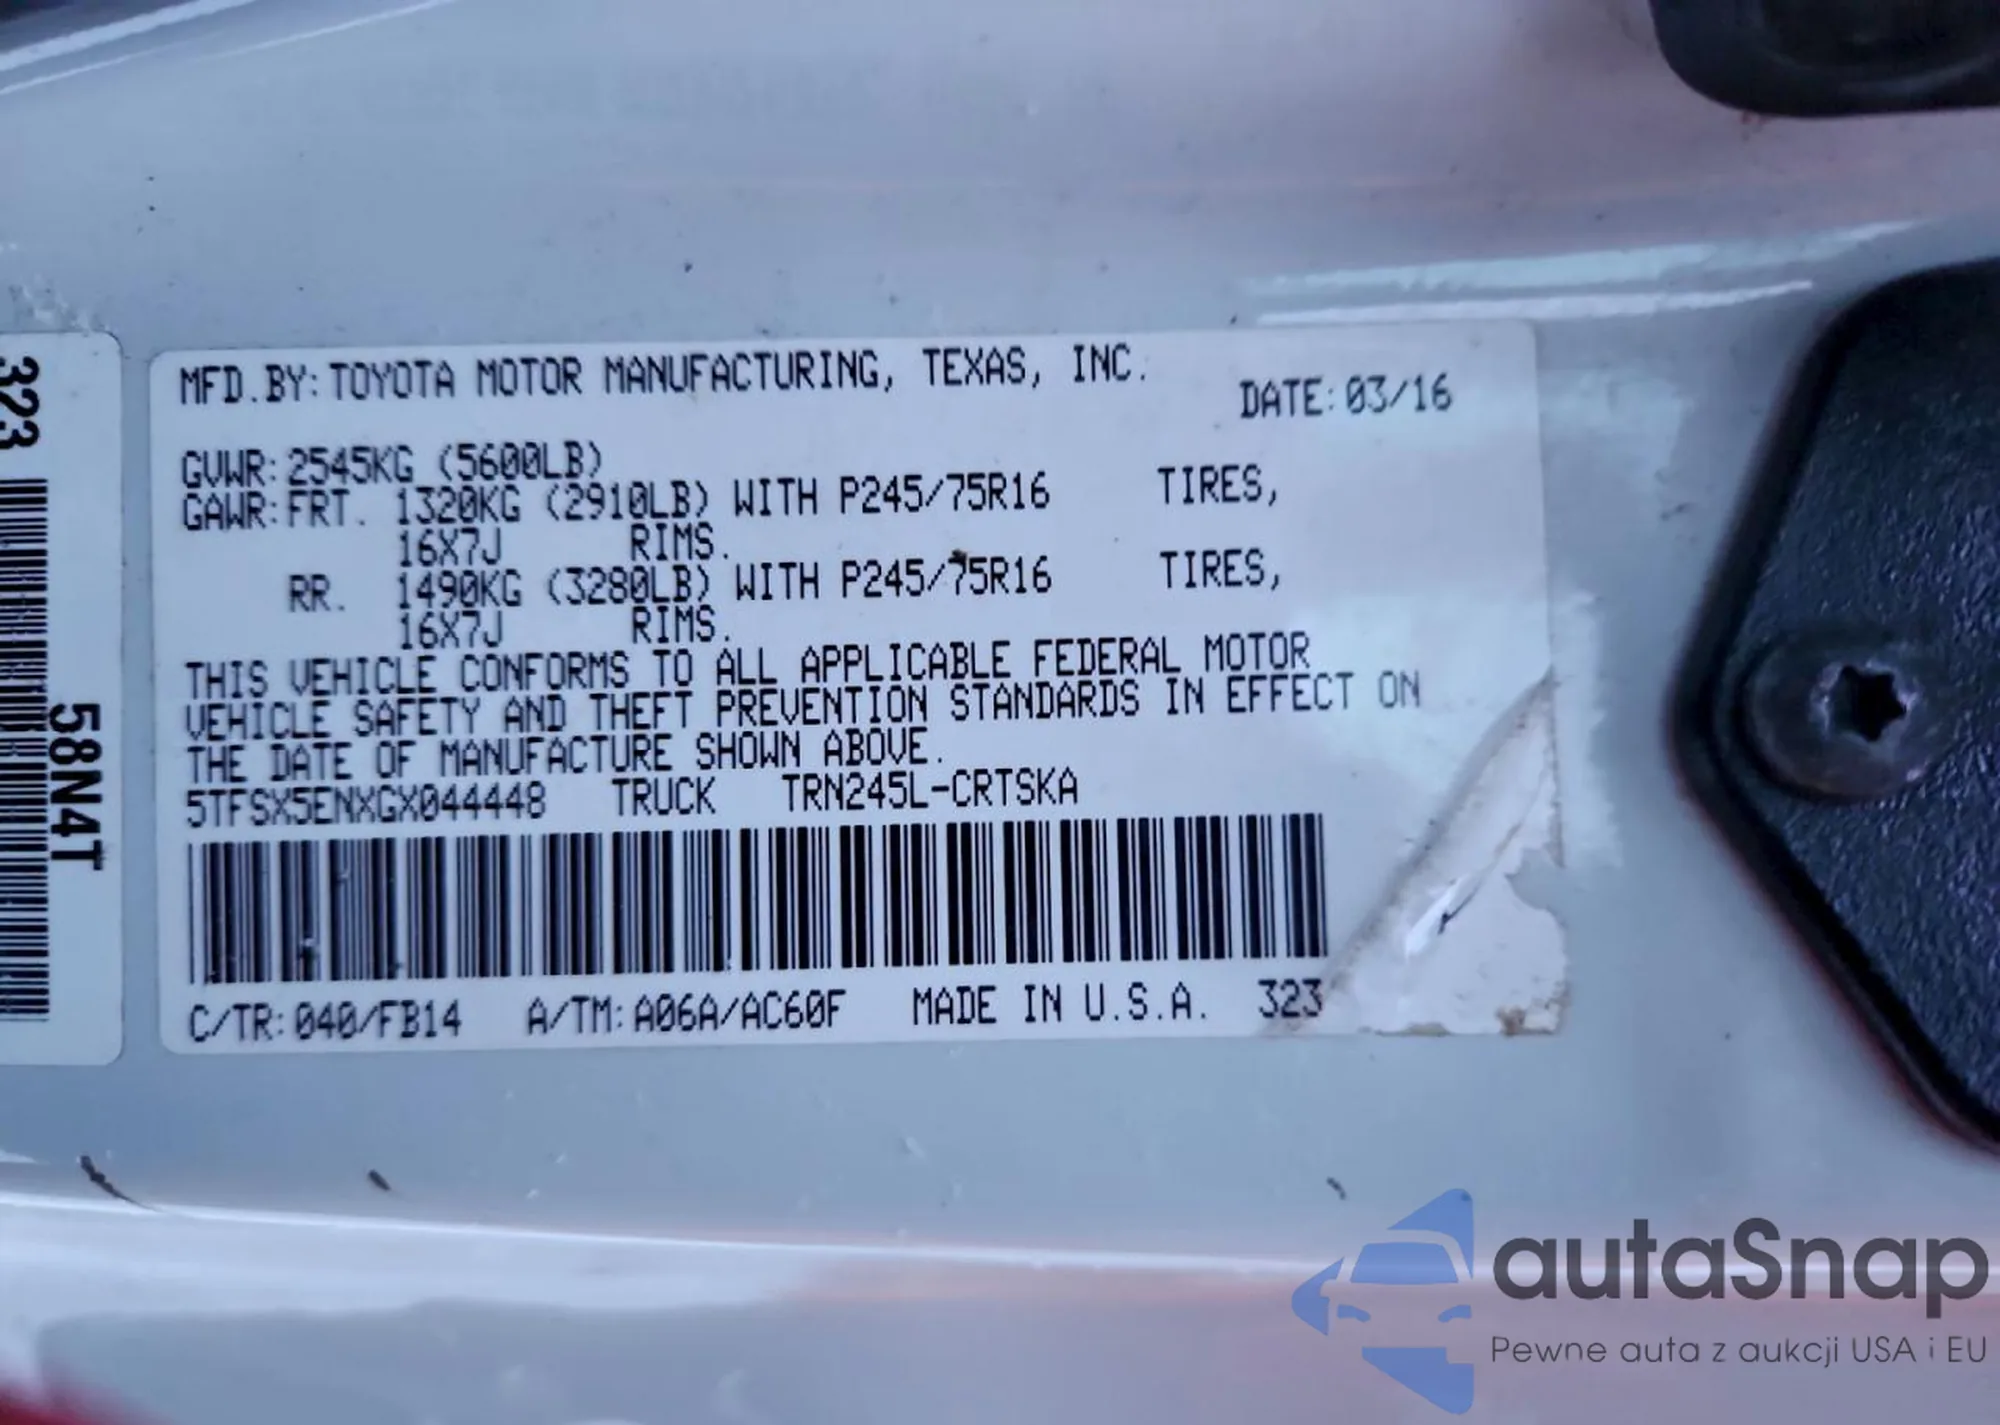 MFD.BY: TOYOTA MOTOR MANUFACTURING, TEXAS, INC.
DATE: 03/16
GVWR: 2545KG (5600LB)
GAWR: FRT. 1320KG (2910LB) WITH P245/75R16 TIRES,
16X7J RIMS.
RR. 1490KG (3280LB) WITH P245/75R16 TIRES,
16X7J RIMS.
THIS VEHICLE CONFORMS TO ALL APPLICABLE FEDERAL MOTOR
VEHICLE SAFETY AND THEFT PREVENTION STANDARDS IN EFFECT ON
THE DATE OF MANUFACTURE SHOWN ABOVE.
5TFSX5ENXGX044448 TRUCK TRN245L-CRTSKA
C/TR: 040/FB14 A/TM: A06A/AC60F MADE IN U.S.A. 323
323
58N4T
autaSnap
Pewne auta z aukcji USA i EU